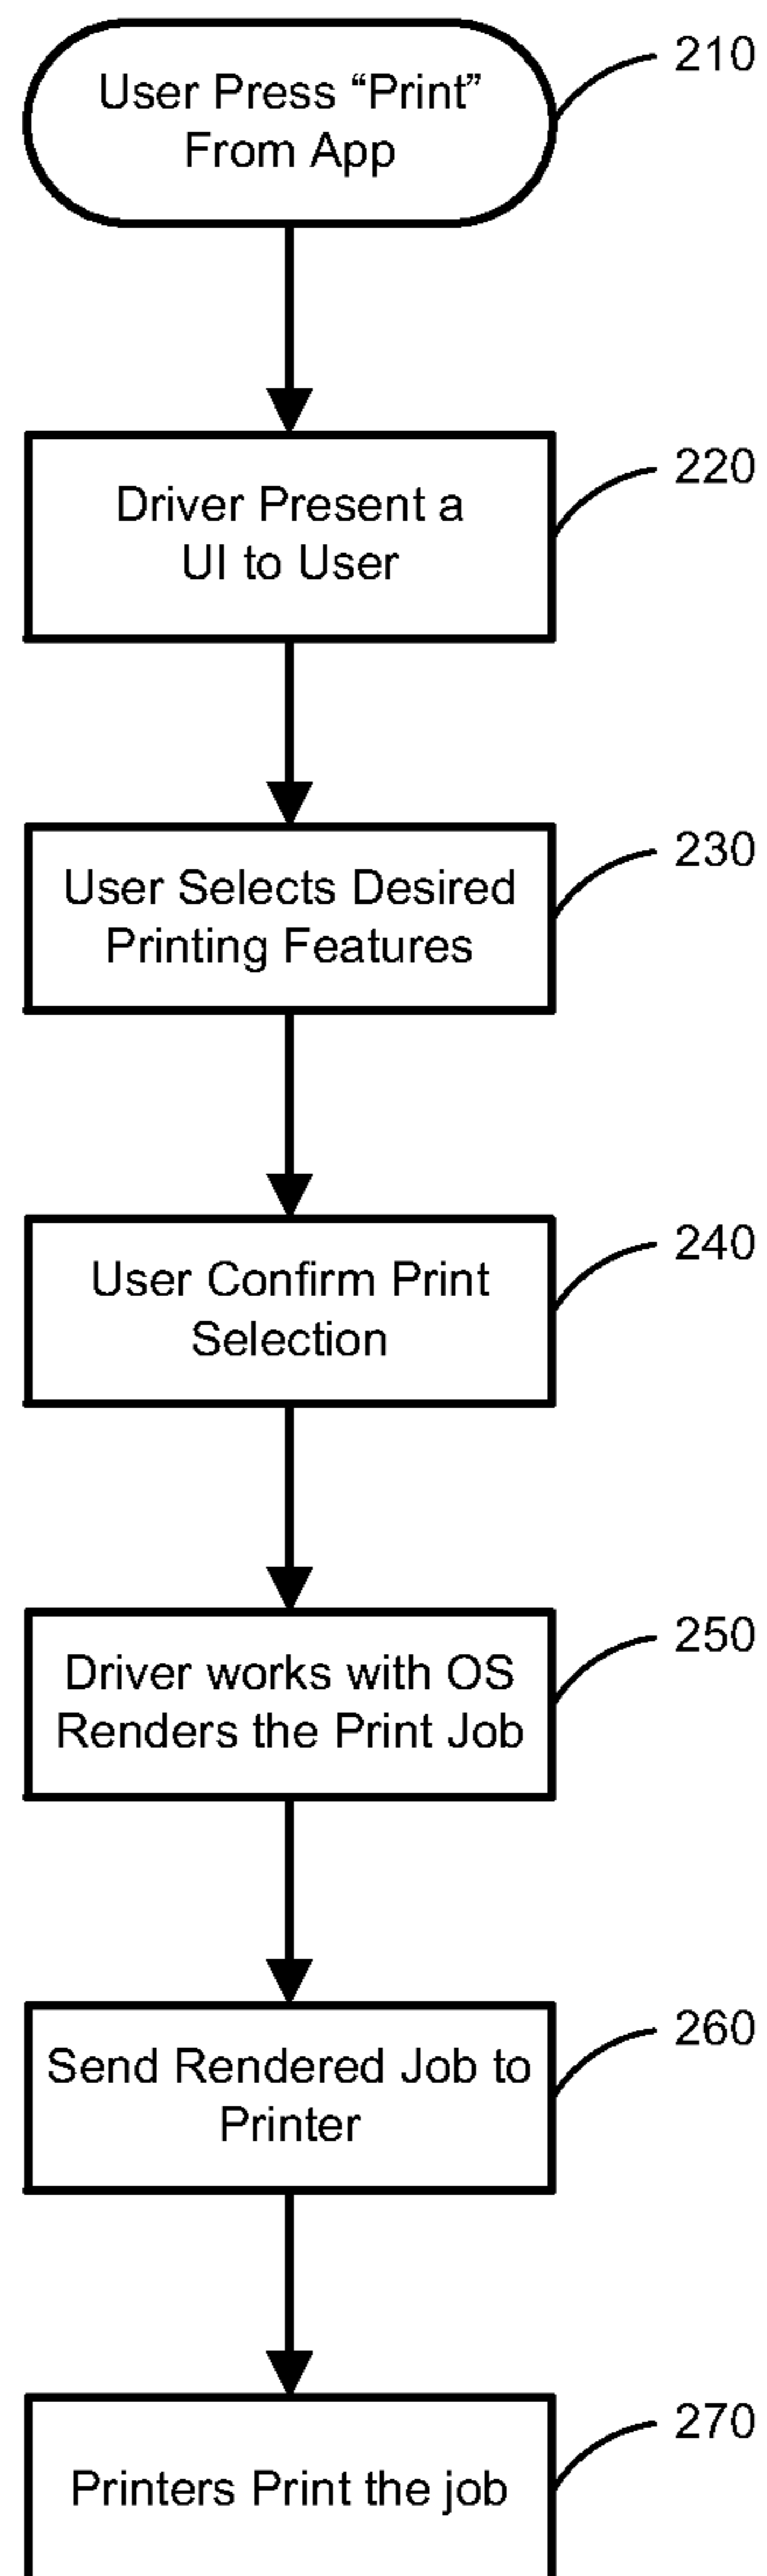 User Press “Print”
From App
210
Driver Present a
UI to User
220
User Selects Desired
Printing Features
230
User Confirm Print
Selection
240
Driver works with OS
Renders the Print Job
250
Send Rendered Job to
Printer
260
Printers Print the job
270